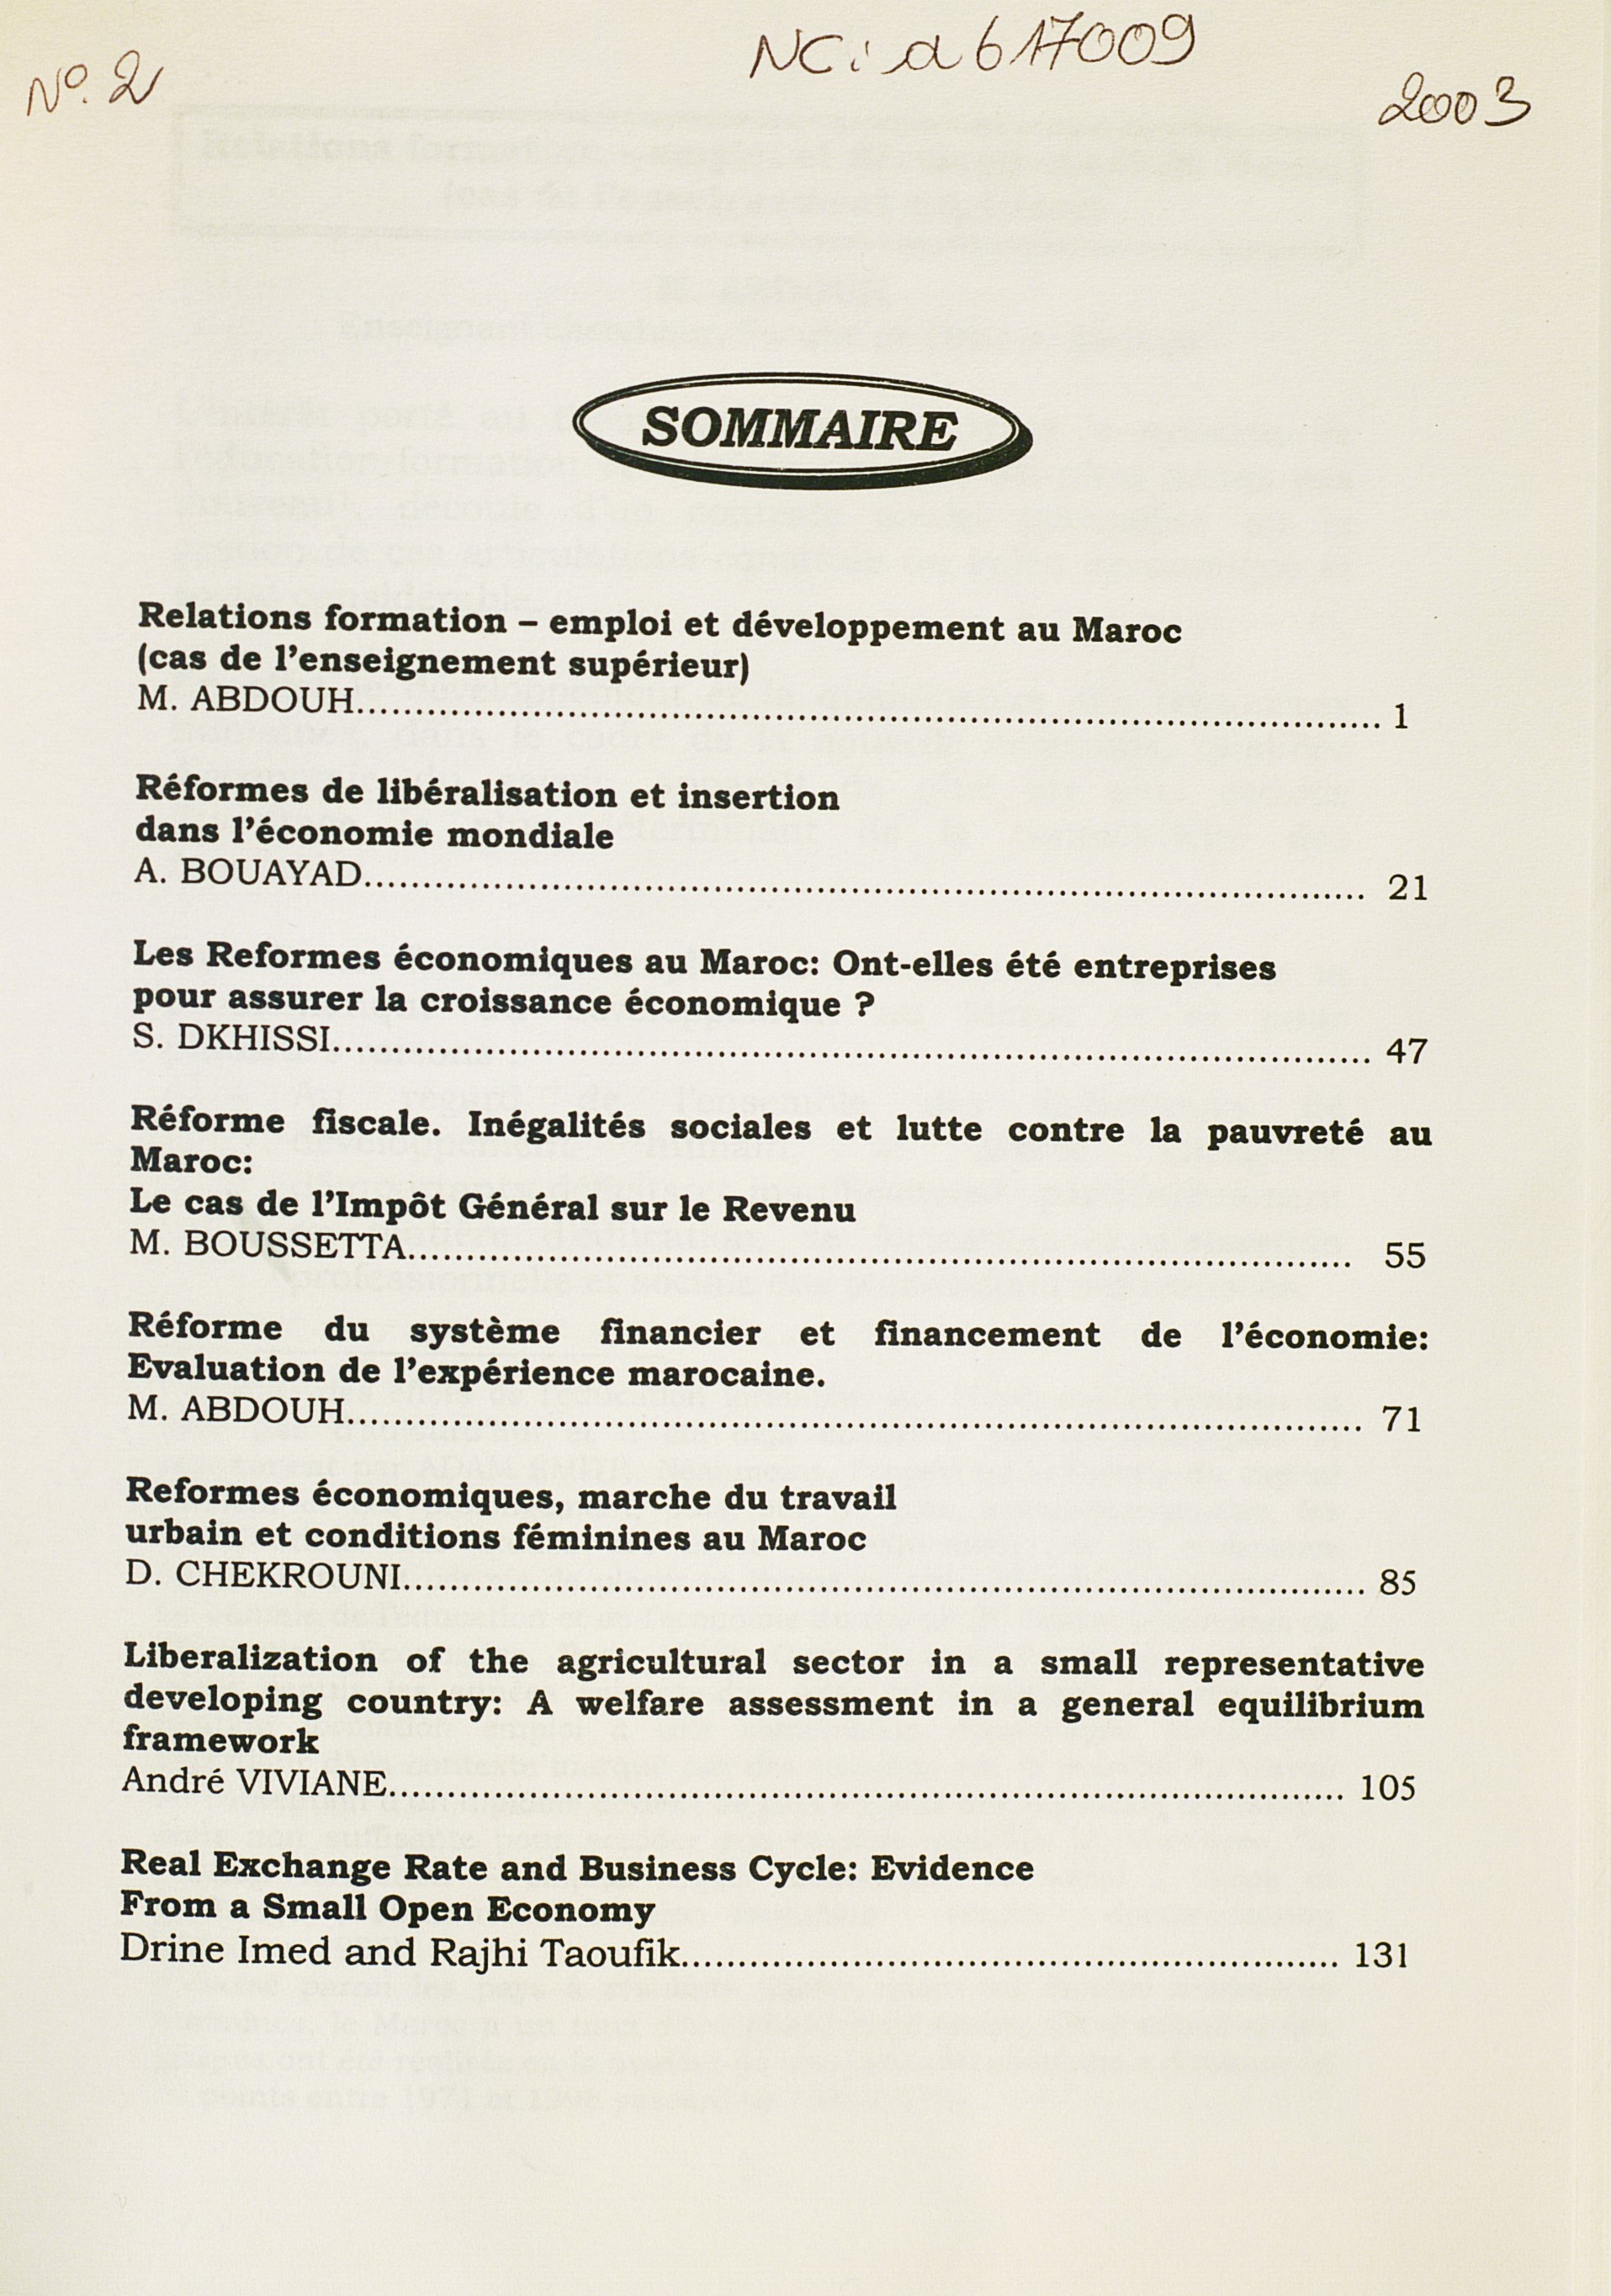 N°. 2
NC: a 617009
2003
SOMMAIRE
Relations formation – emploi et développement au Maroc
(cas de l'enseignement supérieur)
M. ABDOUH.......... 1
Réformes de libéralisation et insertion
dans l'économie mondiale
A. BOUAYAD.......... 21
Les Reformes économiques au Maroc: Ont-elles été entreprises
pour assurer la croissance économique ?
S. DKHISSI.......... 47
Réforme fiscale. Inégalités sociales et lutte contre la pauvreté au
Maroc:
Le cas de l'Impôt Général sur le Revenu
M. BOUSSETTA.......... 55
Réforme du système financier et financement de l'économie:
Evaluation de l'expérience marocaine.
M. ABDOUH.......... 71
Reformes économiques, marche du travail
urbain et conditions féminines au Maroc
D. CHEKROUNI.......... 85
Liberalization of the agricultural sector in a small representative
developing country: A welfare assessment in a general equilibrium
framework
André VIVIANE.......... 105
Real Exchange Rate and Business Cycle: Evidence
From a Small Open Economy
Drine Imed and Rajhi Taoufik.......... 131